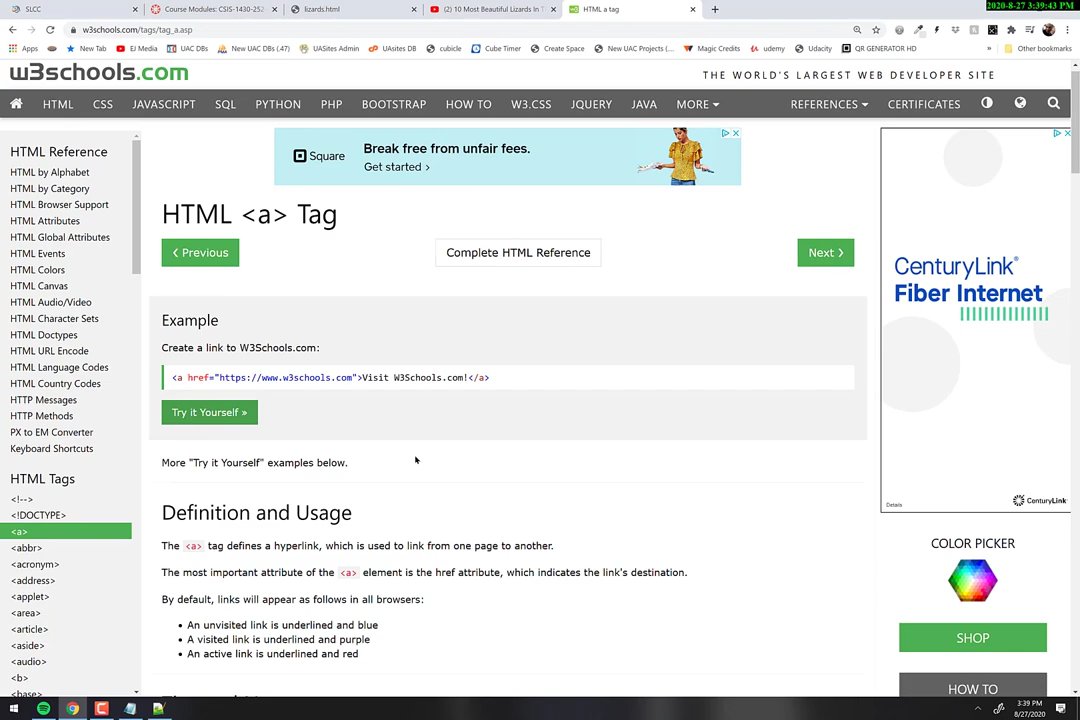 2020-8-27 3:39:43 PM
SLCC
Course Modules: CSIS-1430-252
lizards.html
(2) 10 Most Beautiful Lizards In T
HTML a tag
w3schools.com/tags/tag_a.asp
Apps
New Tab
EJ Media
UAC DBs
New UAC DBs (47)
UASites Admin
UAsites DB
cubicle
Cube Timer
Create Space
New UAC Projects (...
Magic Credits
udemy
Udacity
QR GENERATOR HD
»
Other bookmarks
w3schools.com
THE WORLD'S LARGEST WEB DEVELOPER SITE
HTML
CSS
JAVASCRIPT
SQL
PYTHON
PHP
BOOTSTRAP
HOW TO
W3.CSS
JQUERY
JAVA
MORE
REFERENCES
CERTIFICATES
HTML Reference
HTML by Alphabet
HTML by Category
HTML Browser Support
HTML Attributes
HTML Global Attributes
HTML Events
HTML Colors
HTML Canvas
HTML Audio/Video
HTML Character Sets
HTML Doctypes
HTML URL Encode
HTML Language Codes
HTML Country Codes
HTTP Messages
HTTP Methods
PX to EM Converter
Keyboard Shortcuts
HTML Tags
<!-->
<!DOCTYPE>
<a>
<abbr>
<acronym>
<address>
<applet>
<area>
<article>
<aside>
<audio>
<b>
<base>
Square
Break free from unfair fees.
Get started >
HTML <a> Tag
❮ Previous
Complete HTML Reference
Next ❯
Example
Create a link to W3Schools.com:
<a href="https://www.w3schools.com">Visit W3Schools.com!</a>
Try it Yourself »
More "Try it Yourself" examples below.
Definition and Usage
The <a> tag defines a hyperlink, which is used to link from one page to another.
The most important attribute of the <a> element is the href attribute, which indicates the link's destination.
By default, links will appear as follows in all browsers:
• An unvisited link is underlined and blue
• A visited link is underlined and purple
• An active link is underlined and red
CenturyLink®
Fiber Internet
Details
CenturyLink®
COLOR PICKER
SHOP
HOW TO
3:39 PM
8/27/2020